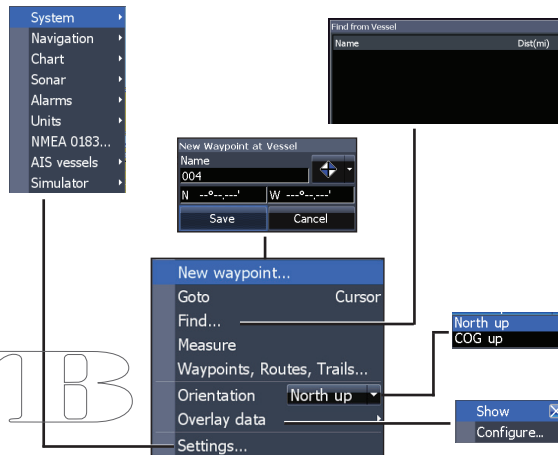 System
Navigation
Chart
Sonar
Alarms
Units
NMEA 0183...
AIS vessels
Simulator
Find from Vessel
Name Dist(mi)
New Waypoint at Vessel
Name
004
N --°--.---' W ---°--.---'
Save Cancel
New waypoint...
Goto Cursor
Find...
Measure
Waypoints, Routes, Trails...
Orientation North up
Overlay data
Settings...
North up
COG up
Show
Configure...